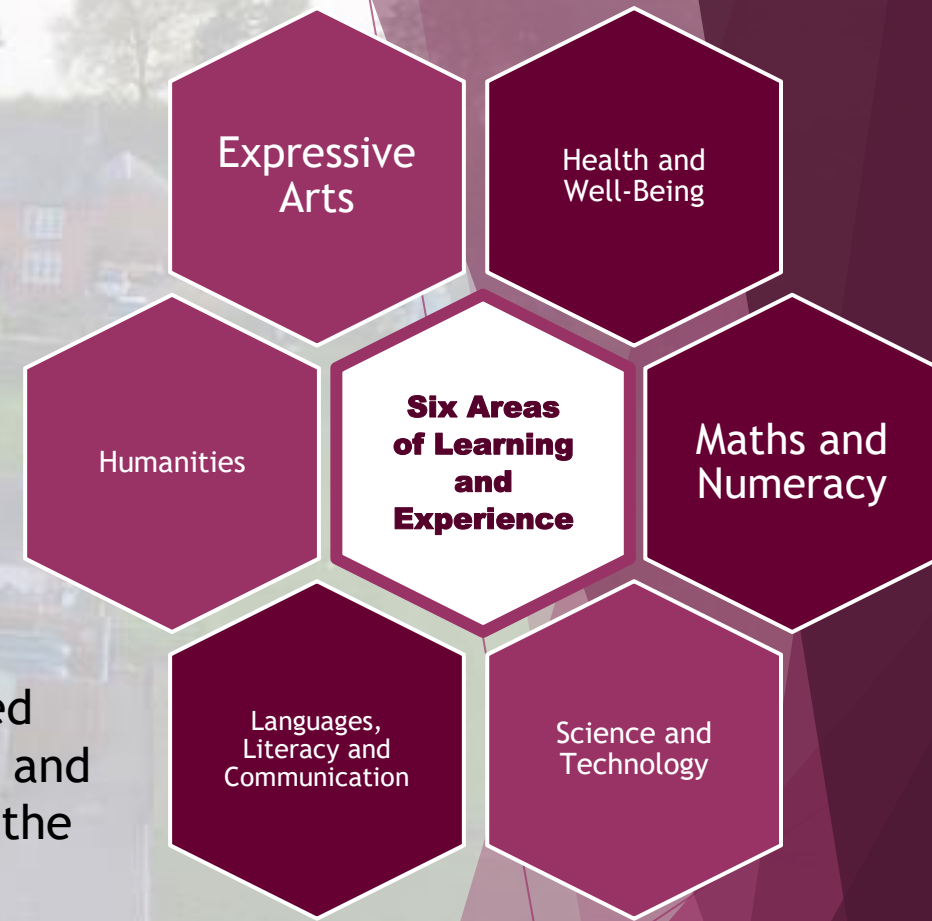 Expressive
Arts
Health and
Well-Being
Humanities
Six Areas
of Learning
and
Experience
Maths and
Numeracy
Languages,
Literacy and
Communication
Science and
Technology
ed
and
the